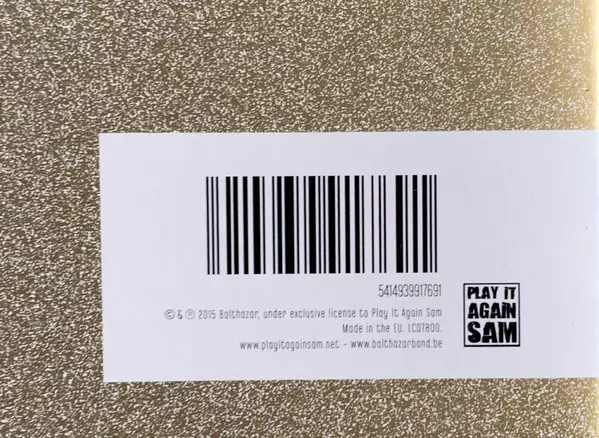 5414939917691
© & ℗ 2015 Balthazar, under exclusive license to Play It Again Sam
Made in the EU. LC07800.
www.playitagainsam.net - www.balthazarband.be
PLAY IT
AGAIN
SAM